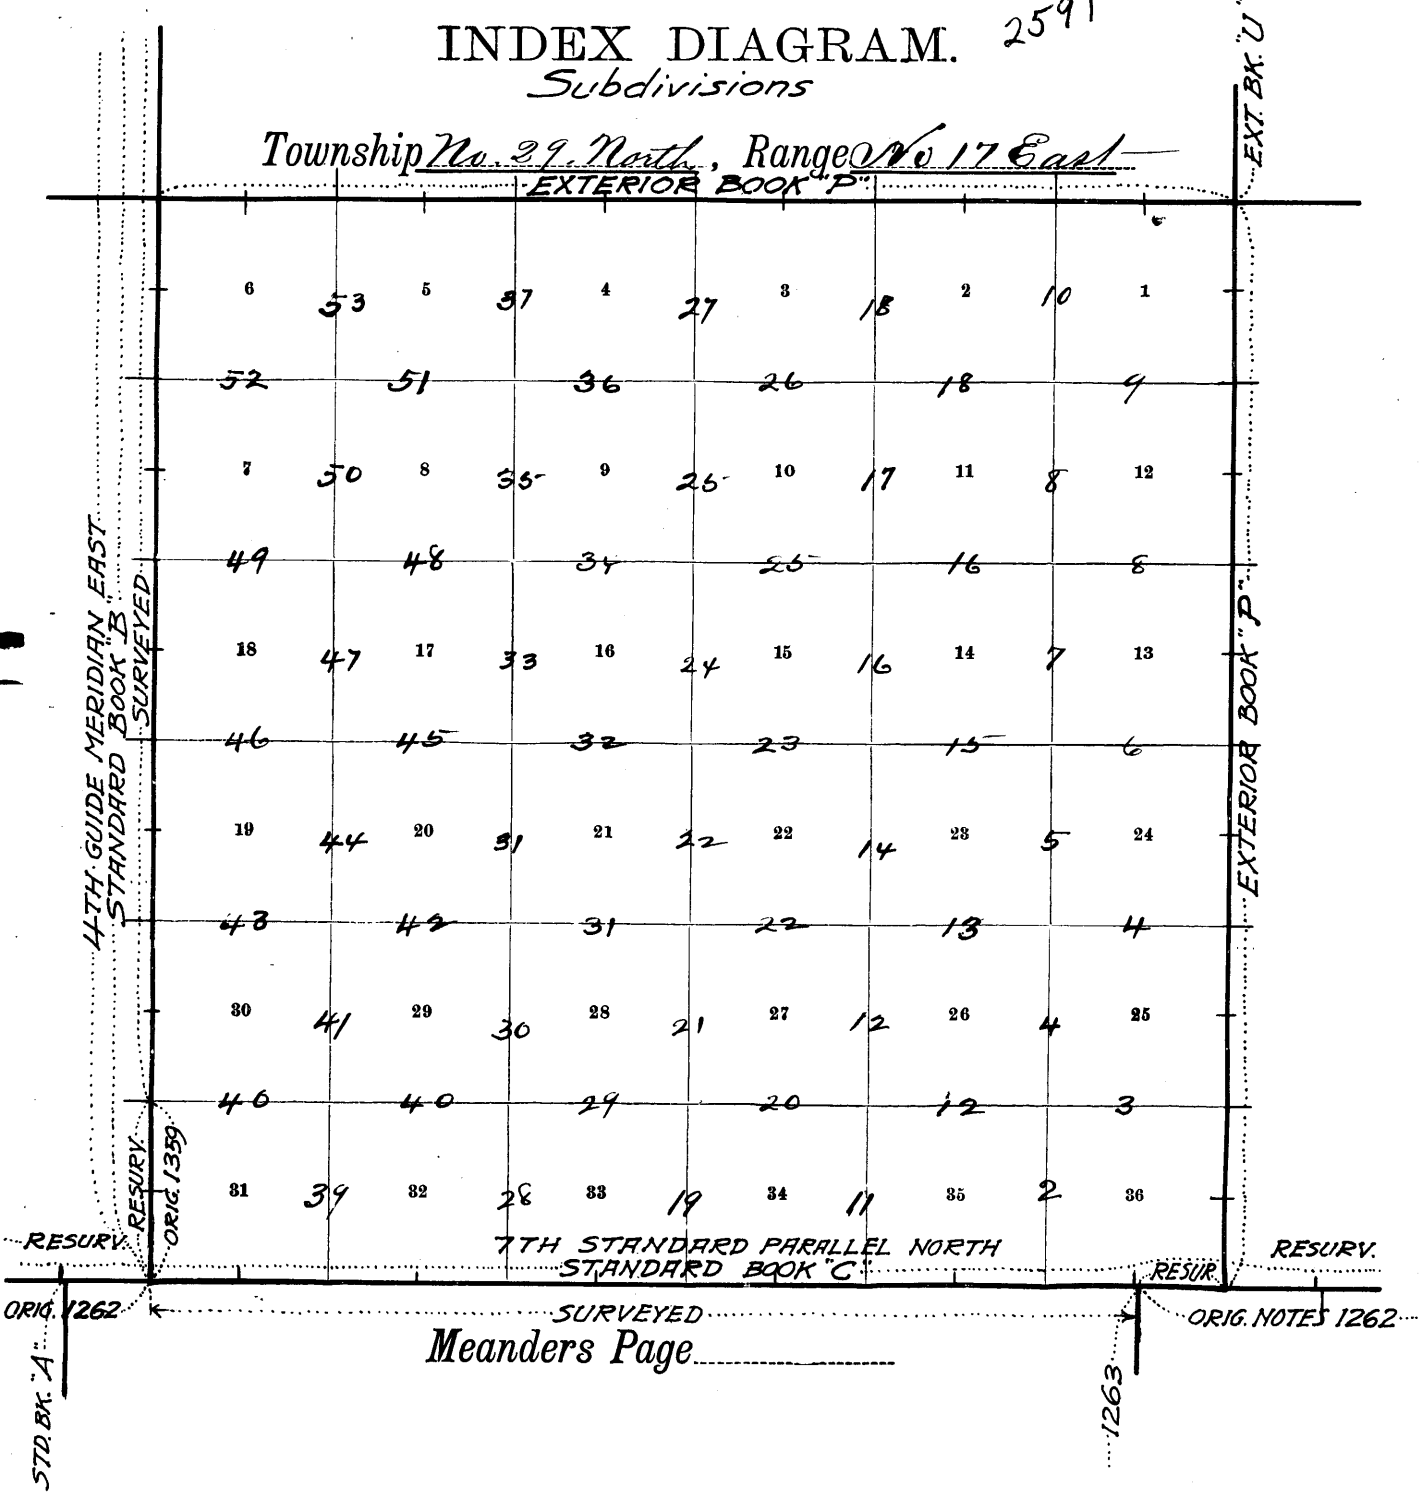 2591
INDEX DIAGRAM.
Subdivisions
Township No. 29. North, Range No 17 East
EXTERIOR BOOK "P"
EXT. BK. "U"
6 53 5 37 4 27 3 18 2 10 1
52 51 36 26 18 9
7 50 8 35 9 25 10 17 11 8 12
49 48 34 25 16 8
18 47 17 33 16 24 15 16 14 7 13
46 45 32 23 15 6
19 44 20 31 21 22 22 14 23 5 24
43 42 31 22 13 4
30 41 29 30 28 21 27 12 26 4 25
40 40 29 20 12 3
31 39 32 28 33 19 34 11 35 2 36
4TH GUIDE MERIDIAN EAST
STANDARD BOOK "B"
SURVEYED
EXTERIOR BOOK "P"
RESURV.
ORIG. 1359
RESURV.
7TH STANDARD PARALLEL NORTH
STANDARD BOOK "C"
RESUR
RESURV.
ORIG. 1262
SURVEYED
ORIG. NOTES 1262
Meanders Page
STD. BK. "A"
1263